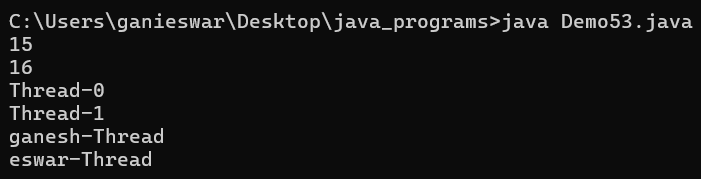 C:\Users\ganieswar\Desktop\java_programs>java Demo53.java
15
16
Thread-0
Thread-1
ganesh-Thread
eswar-Thread